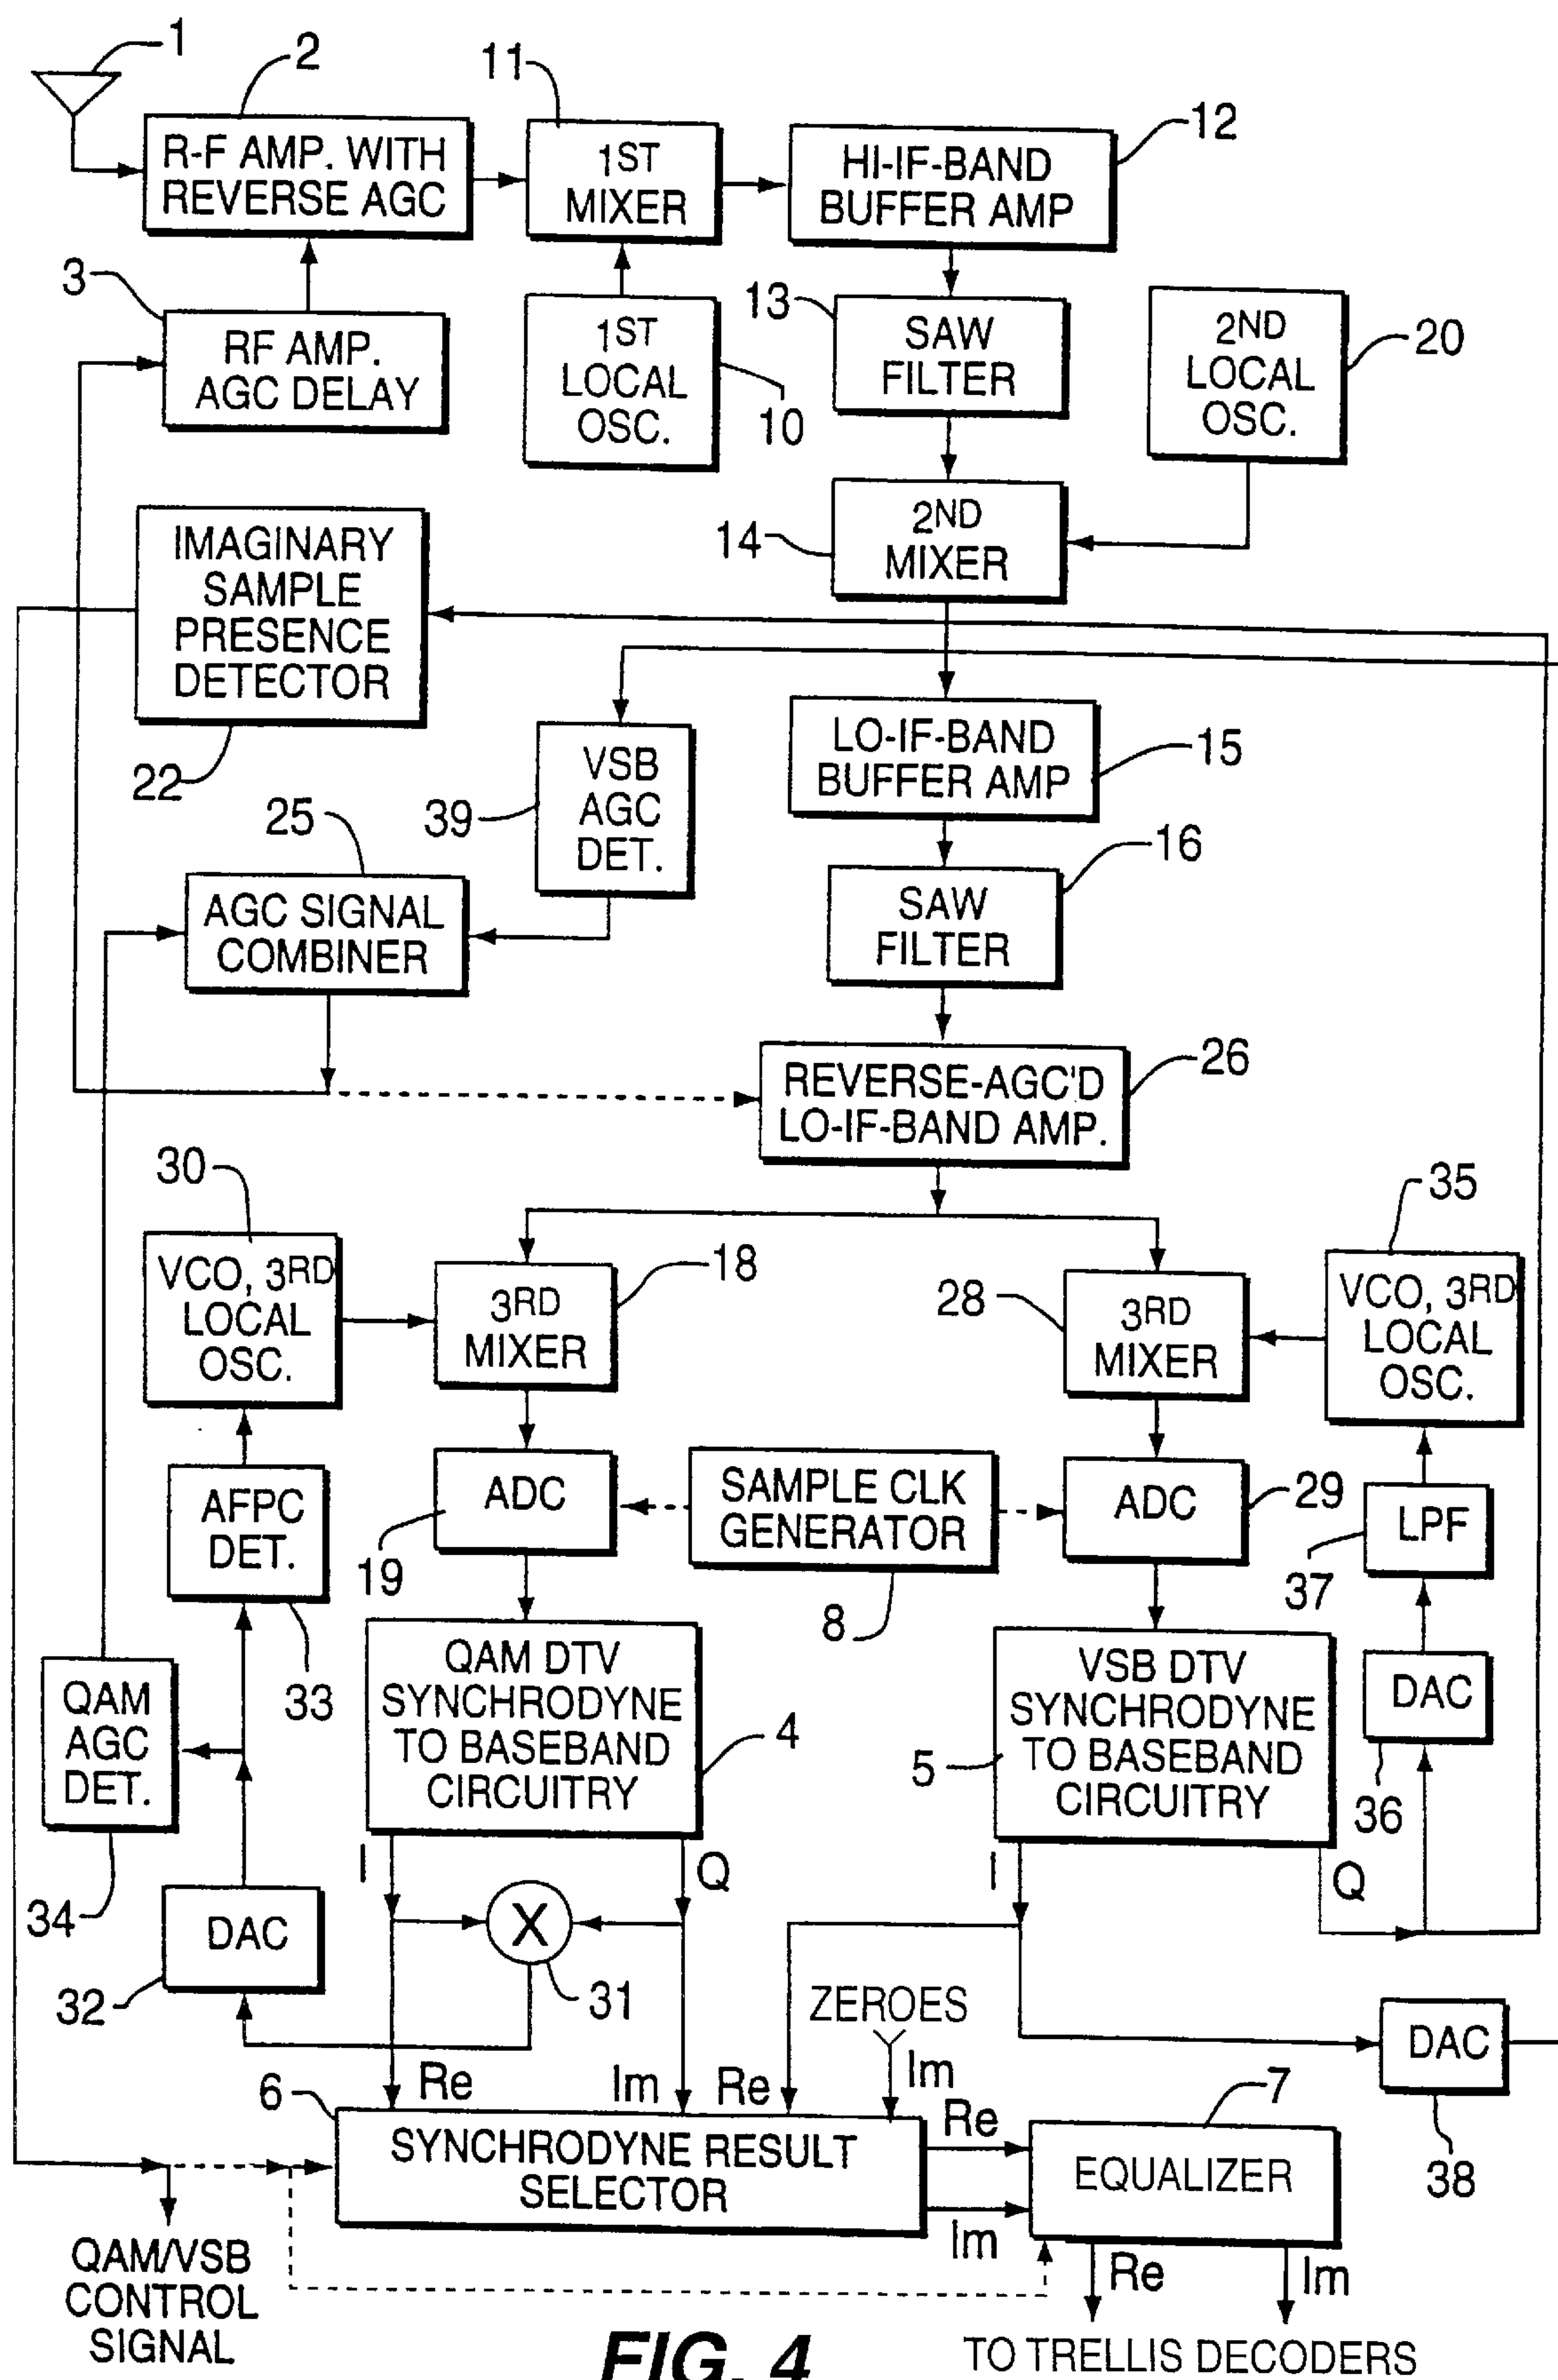 1
2
11
12
R-F AMP. WITH
REVERSE AGC
1ST
MIXER
HI-IF-BAND
BUFFER AMP
3
RF AMP.
AGC DELAY
1ST
LOCAL
OSC.
10
13
SAW
FILTER
2ND
LOCAL
OSC.
20
IMAGINARY
SAMPLE
PRESENCE
DETECTOR
22
14
2ND
MIXER
LO-IF-BAND
BUFFER AMP
15
39
VSB
AGC
DET.
25
AGC SIGNAL
COMBINER
16
SAW
FILTER
REVERSE-AGC'D
LO-IF-BAND AMP.
26
30
VCO, 3RD
LOCAL
OSC.
3RD
MIXER
18
28
3RD
MIXER
35
VCO, 3RD
LOCAL
OSC.
AFPC
DET.
33
ADC
19
SAMPLE CLK
GENERATOR
8
ADC
29
LPF
37
QAM
AGC
DET.
34
QAM DTV
SYNCHRODYNE
TO BASEBAND
CIRCUITRY
4
5
VSB DTV
SYNCHRODYNE
TO BASEBAND
CIRCUITRY
DAC
36
I
Q
I
Q
DAC
32
X
31
ZEROES
DAC
38
Re
Im
Re
Im
6
SYNCHRODYNE RESULT
SELECTOR
Re
Im
7
EQUALIZER
QAM/VSB
CONTROL
SIGNAL
Re
Im
TO TRELLIS DECODERS
FIG. 4